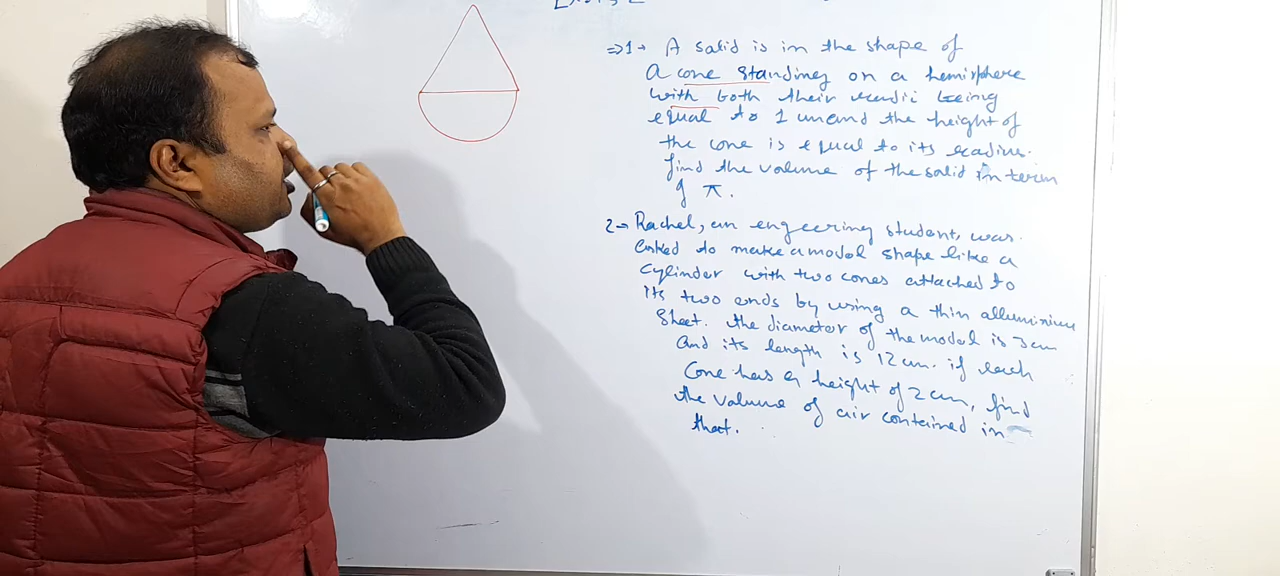 ⇒ 1→ A solid is in the shape of
a cone standing on a hemisphere
with both their radii being
equal to 1 cm and the height of
the cone is equal to its radius.
find the volume of the solid in term
of π.
2→ Rachel, an engeering student, was
asked to make a model shape like a
cylinder with two cones attached to
its two ends by using a thin alluminium
sheet. the diameter of the model is 3cm
and its length is 12 cm. if each
Cone has a height of 2 cm, find
the volume of air contained in
that.